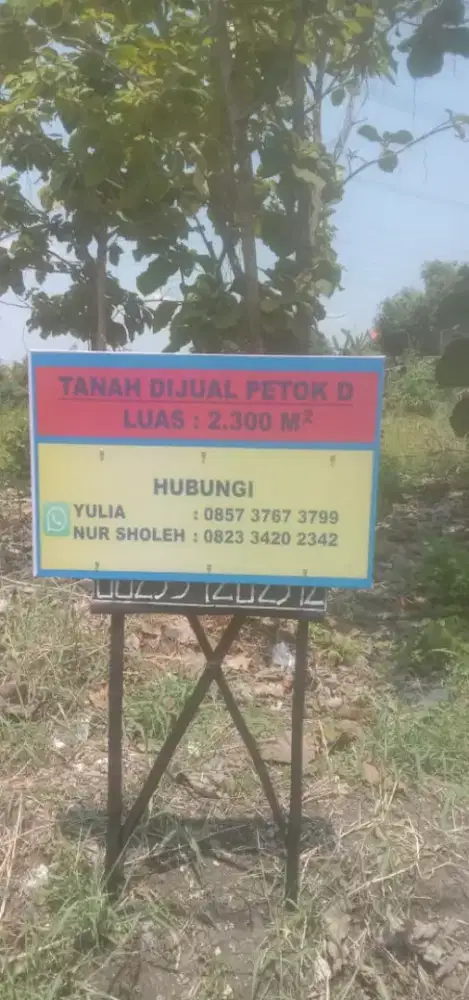 TANAH DIJUAL PETOK D
LUAS : 2.300 M²
HUBUNGI
YULIA : 0857 3767 3799
NUR SHOLEH : 0823 3420 2342